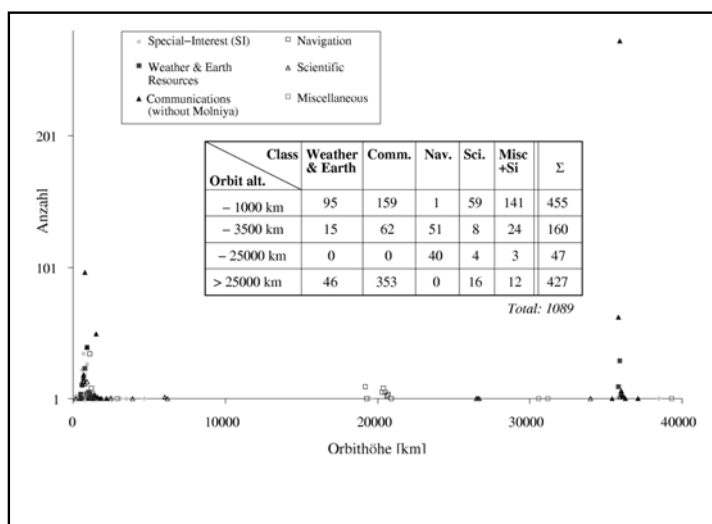 Special−Interest (SI)
Weather & Earth
Resources
Communications
(without Molniya)
Navigation
Scientific
Miscellaneous
201
101
1
Anzahl
Class
Orbit alt.
Weather & Earth Comm. Nav. Sci. Misc +Si Σ
− 1000 km 95 159 1 59 141 455
− 3500 km 15 62 51 8 24 160
− 25000 km 0 0 40 4 3 47
> 25000 km 46 353 0 16 12 427
Total: 1089
0 10000 20000 30000 40000
Orbithöhe [km]